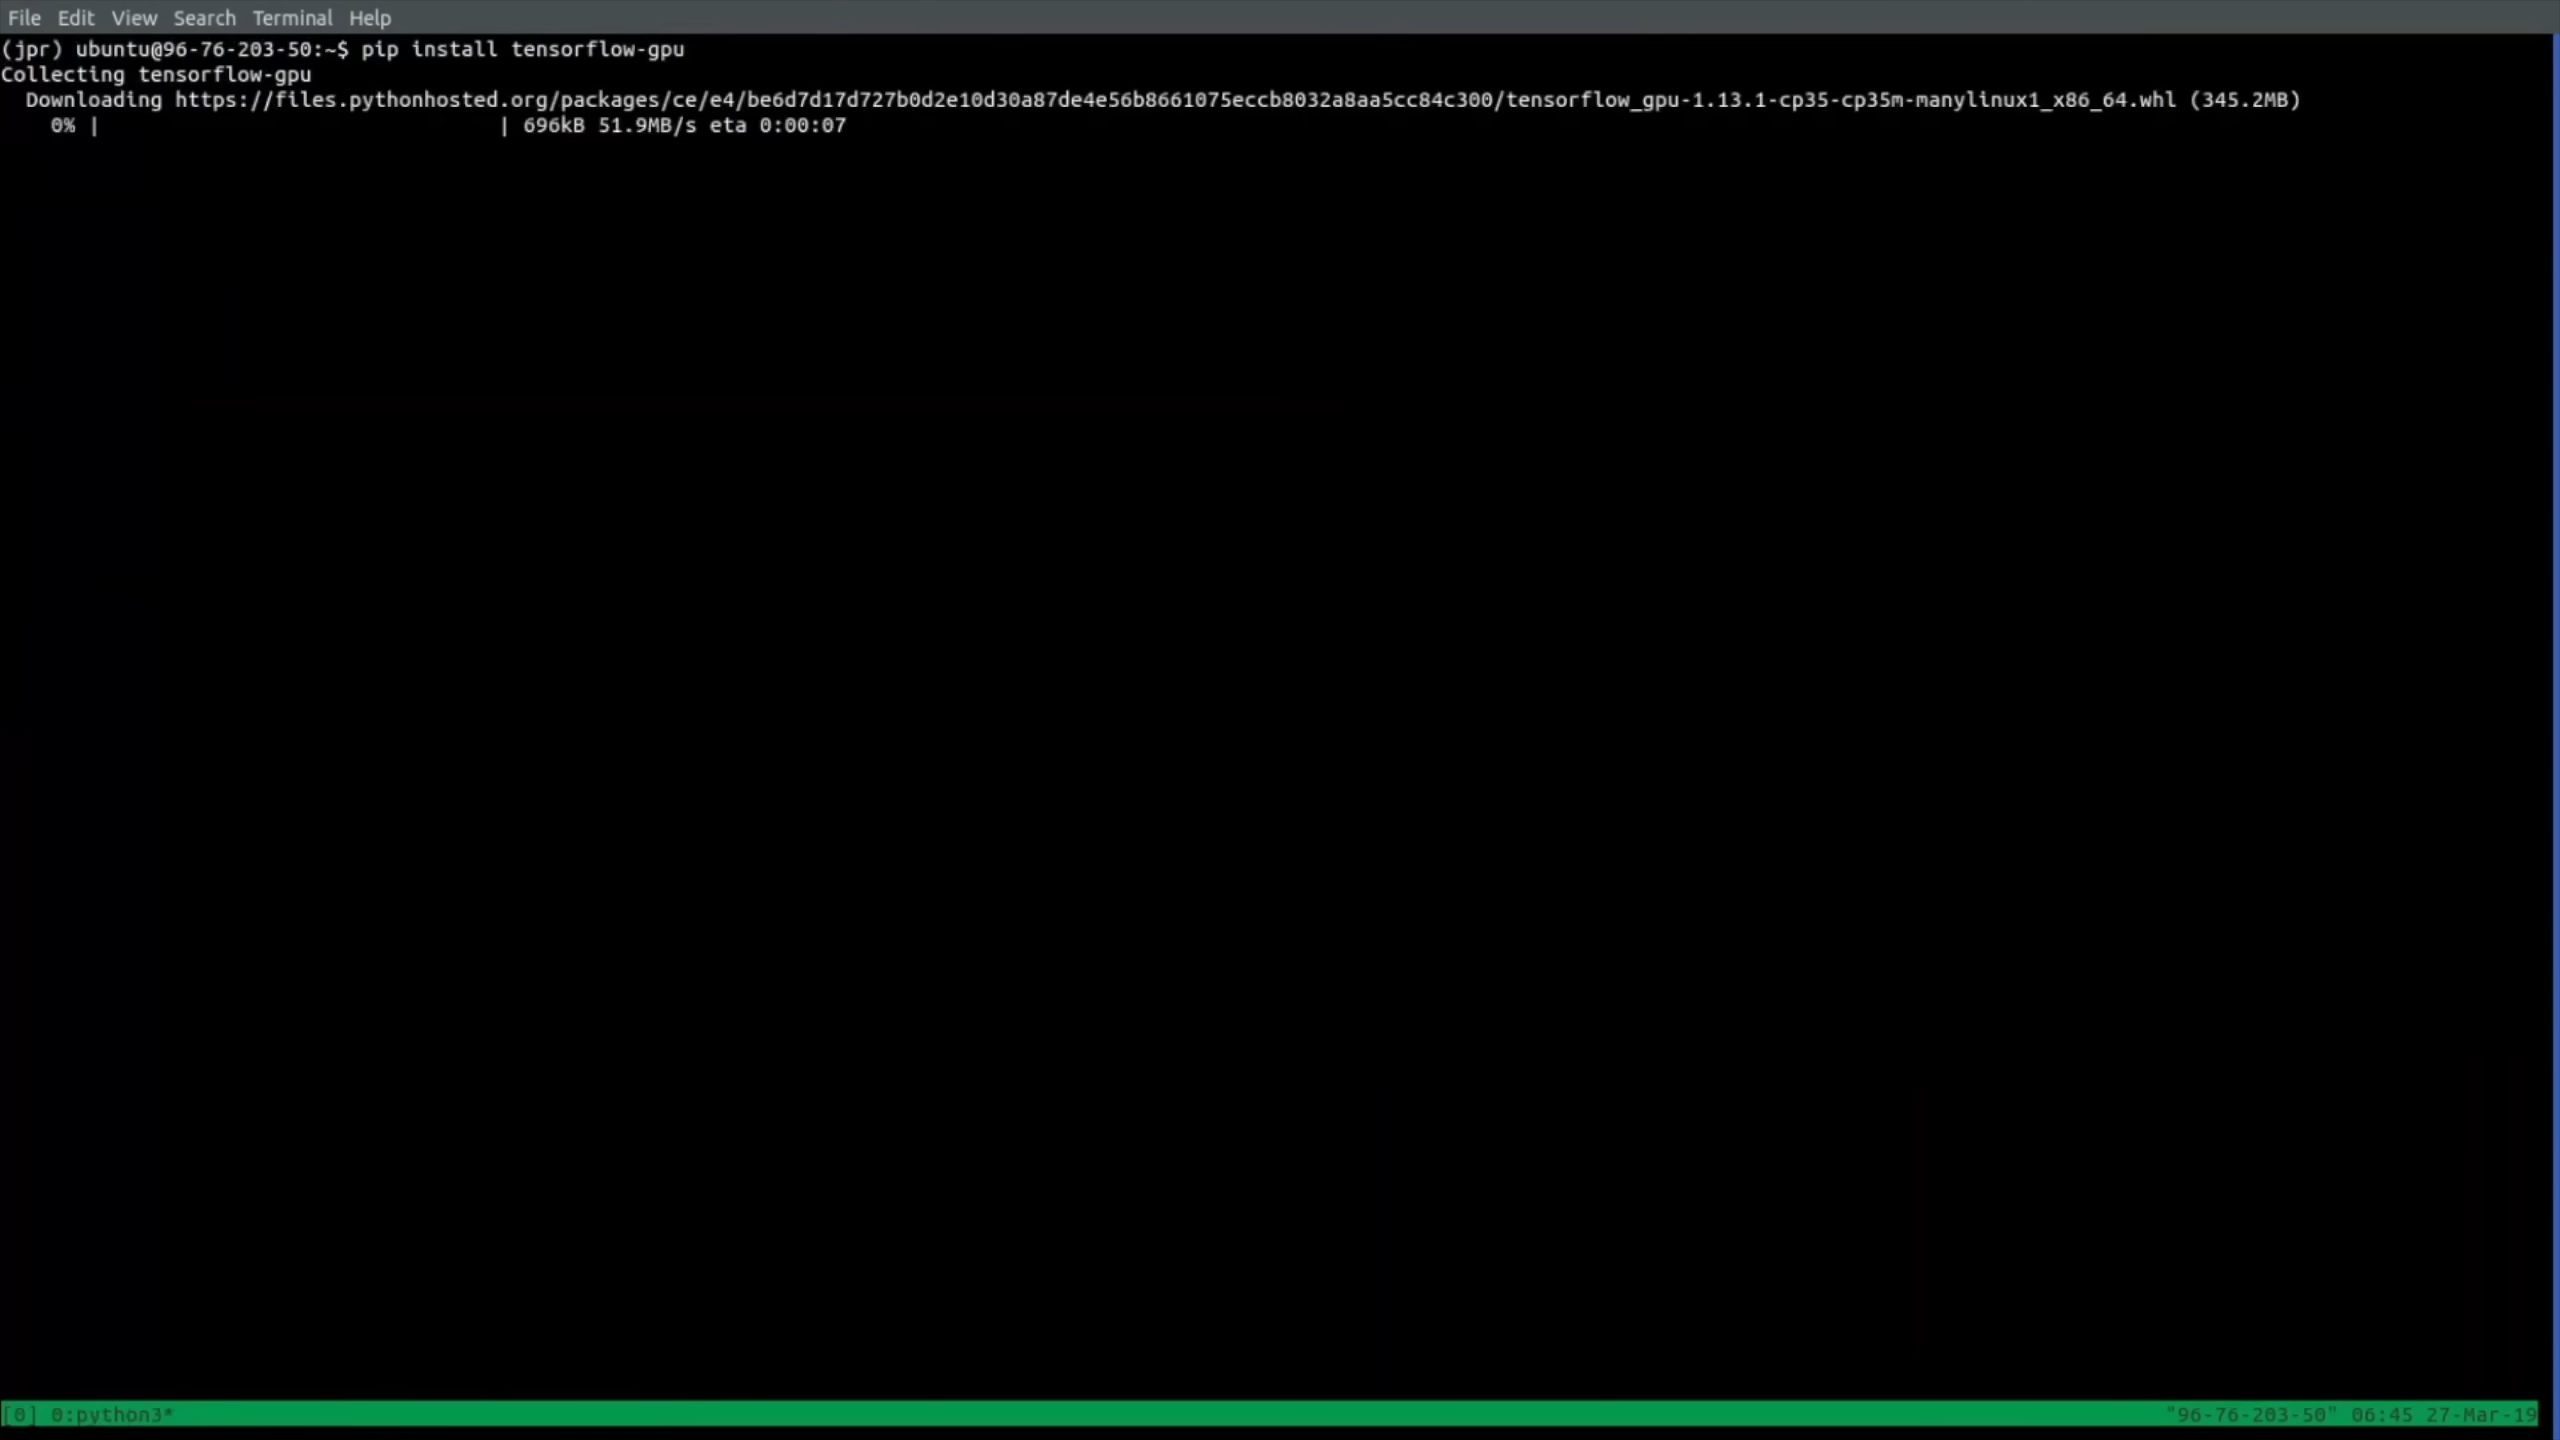 File Edit View Search Terminal Help
(jpr) ubuntu@96-76-203-50:~$ pip install tensorflow-gpu
Collecting tensorflow-gpu
  Downloading https://files.pythonhosted.org/packages/ce/e4/be6d7d17d727b0d2e10d30a87de4e56b8661075eccb8032a8aa5cc84c300/tensorflow_gpu-1.13.1-cp35-cp35m-manylinux1_x86_64.whl (345.2MB)
    0% |                                | 696kB 51.9MB/s eta 0:00:07
[0] 0:python3* "96-76-203-50" 06:45 27-Mar-19